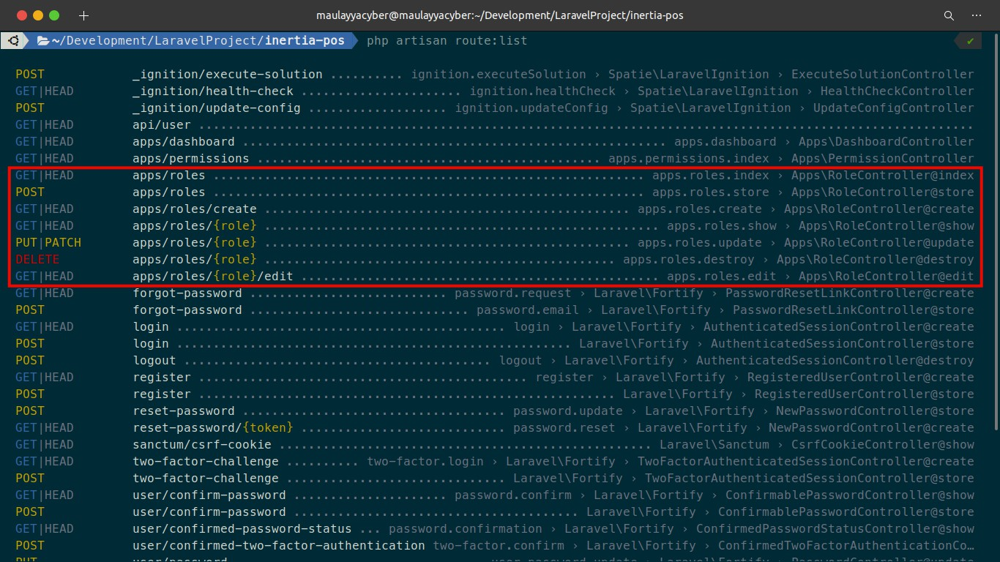 maulayyacyber@maulayyacyber:~/Development/LaravelProject/inertia-pos
~/Development/LaravelProject/inertia-pos php artisan route:list ✔
POST _ignition/execute-solution .......... ignition.executeSolution › Spatie\LaravelIgnition › ExecuteSolutionController
GET|HEAD _ignition/health-check ...................... ignition.healthCheck › Spatie\LaravelIgnition › HealthCheckController
POST _ignition/update-config ................... ignition.updateConfig › Spatie\LaravelIgnition › UpdateConfigController
GET|HEAD api/user ..........................................................................................................
GET|HEAD apps/dashboard .......................................................... apps.dashboard › Apps\DashboardController
GET|HEAD apps/permissions ............................................... apps.permissions.index › Apps\PermissionController
GET|HEAD apps/roles ........................................................... apps.roles.index › Apps\RoleController@index
POST apps/roles ........................................................... apps.roles.store › Apps\RoleController@store
GET|HEAD apps/roles/create .................................................. apps.roles.create › Apps\RoleController@create
GET|HEAD apps/roles/{role} ...................................................... apps.roles.show › Apps\RoleController@show
PUT|PATCH apps/roles/{role} .................................................. apps.roles.update › Apps\RoleController@update
DELETE apps/roles/{role} ................................................ apps.roles.destroy › Apps\RoleController@destroy
GET|HEAD apps/roles/{role}/edit ................................................. apps.roles.edit › Apps\RoleController@edit
GET|HEAD forgot-password ............................ password.request › Laravel\Fortify › PasswordResetLinkController@create
POST forgot-password ............................... password.email › Laravel\Fortify › PasswordResetLinkController@store
GET|HEAD login .............................................. login › Laravel\Fortify › AuthenticatedSessionController@create
POST login ...................................................... Laravel\Fortify › AuthenticatedSessionController@store
POST logout .......................................... logout › Laravel\Fortify › AuthenticatedSessionController@destroy
GET|HEAD register ............................................. register › Laravel\Fortify › RegisteredUserController@create
POST register ......................................................... Laravel\Fortify › RegisteredUserController@store
POST reset-password .................................... password.update › Laravel\Fortify › NewPasswordController@store
GET|HEAD reset-password/{token} ............................ password.reset › Laravel\Fortify › NewPasswordController@create
GET|HEAD sanctum/csrf-cookie ................................................... Laravel\Sanctum › CsrfCookieController@show
GET|HEAD two-factor-challenge .......... two-factor.login › Laravel\Fortify › TwoFactorAuthenticatedSessionController@create
POST two-factor-challenge .............................. Laravel\Fortify › TwoFactorAuthenticatedSessionController@store
GET|HEAD user/confirm-password ..................... password.confirm › Laravel\Fortify › ConfirmablePasswordController@show
POST user/confirm-password ....................................... Laravel\Fortify › ConfirmablePasswordController@store
GET|HEAD user/confirmed-password-status ... password.confirmation › Laravel\Fortify › ConfirmedPasswordStatusController@show
POST user/confirmed-two-factor-authentication two-factor.confirm › Laravel\Fortify › ConfirmedTwoFactorAuthenticationCo…
PUT user/password .................................... user-password.update › Laravel\Fortify › PasswordController@update